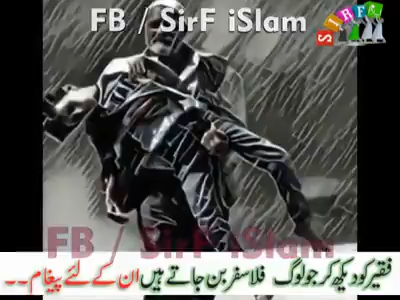 FB / SirF iSlam
SIRF
FB / SirF iSlam
فقیر کو دیکھ کر جو لوگ فلاسفر بن جاتے ہیں ان کے لئے پیغام۔۔